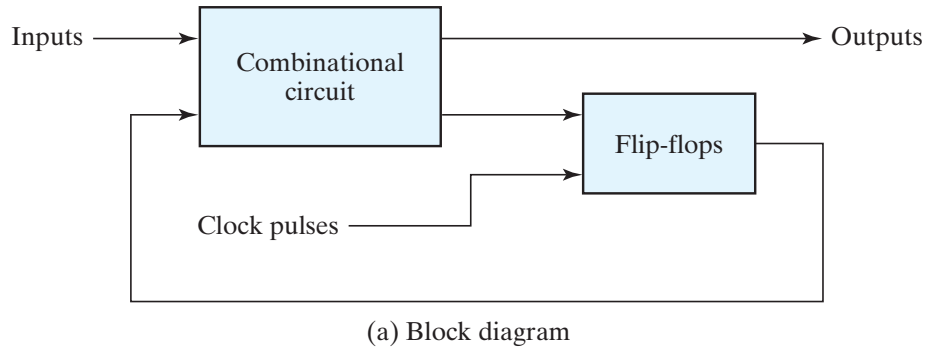 Inputs
Combinational
circuit
Outputs
Flip-flops
Clock pulses
(a) Block diagram